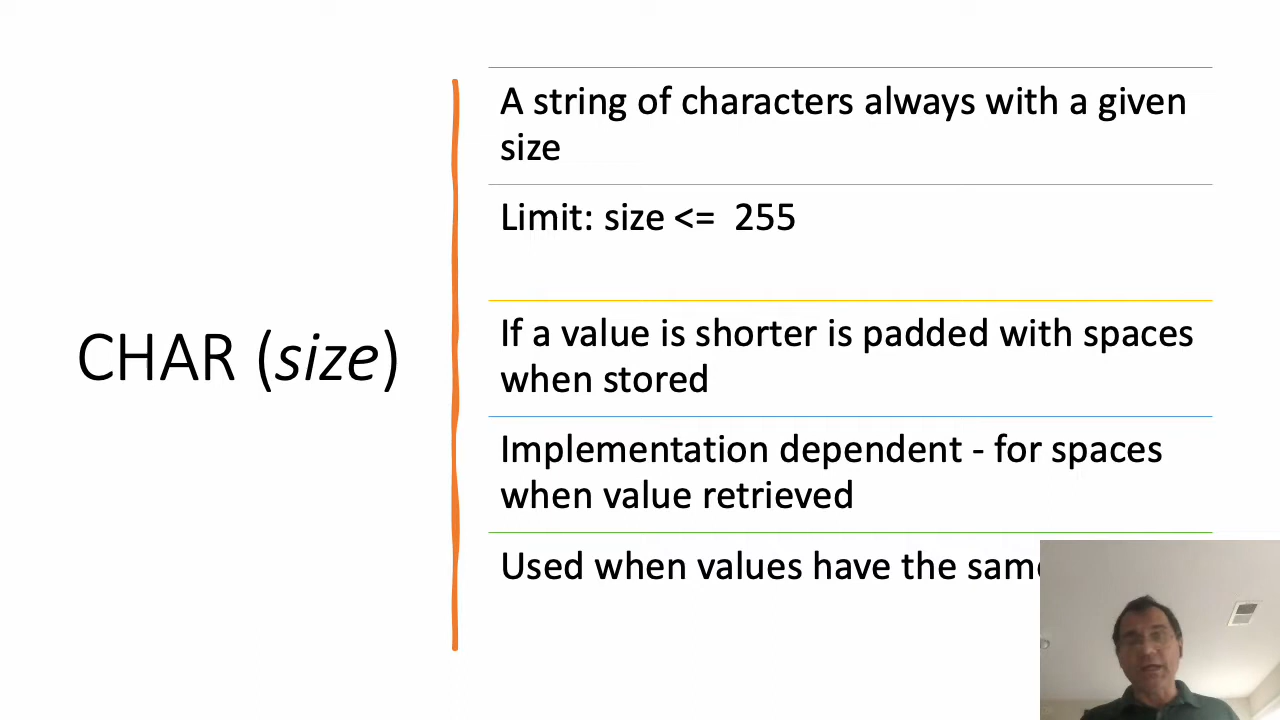 CHAR (size)
A string of characters always with a given
size
Limit: size <= 255
If a value is shorter is padded with spaces
when stored
Implementation dependent - for spaces
when value retrieved
Used when values have the same